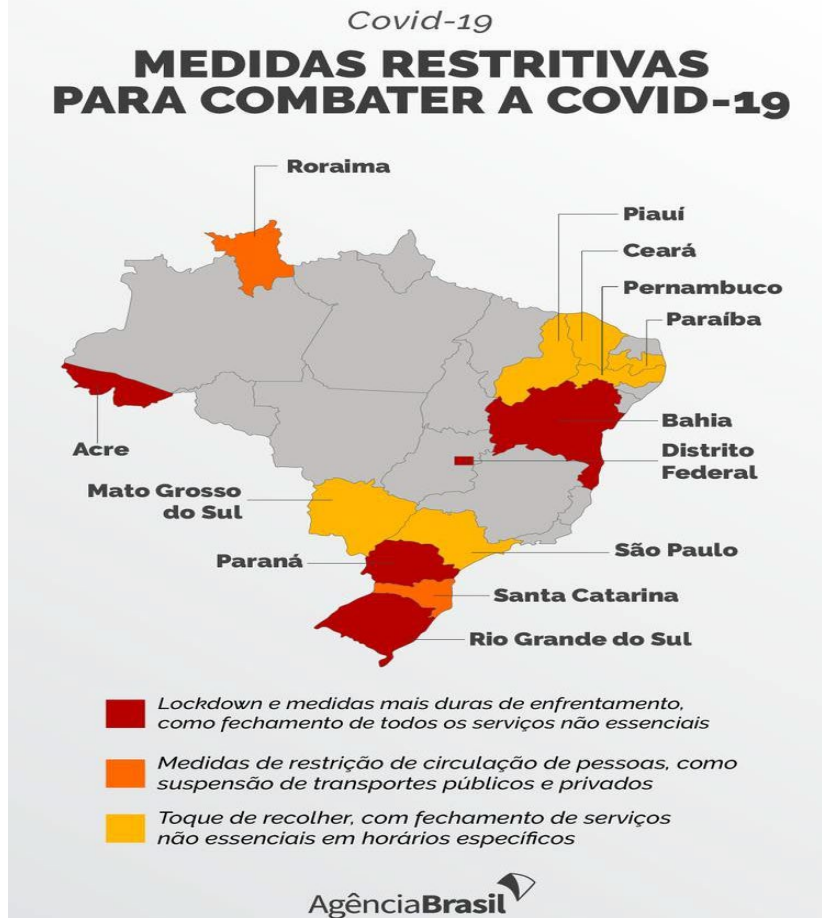 Covid-19
MEDIDAS RESTRITIVAS
PARA COMBATER A COVID-19
Roraima
Piauí
Ceará
Pernambuco
Paraíba
Bahia
Distrito
Federal
Acre
Mato Grosso
do Sul
Paraná
São Paulo
Santa Catarina
Rio Grande do Sul
Lockdown e medidas mais duras de enfrentamento,
como fechamento de todos os serviços não essenciais
Medidas de restrição de circulação de pessoas, como
suspensão de transportes públicos e privados
Toque de recolher, com fechamento de serviços
não essenciais em horários específicos
AgênciaBrasil